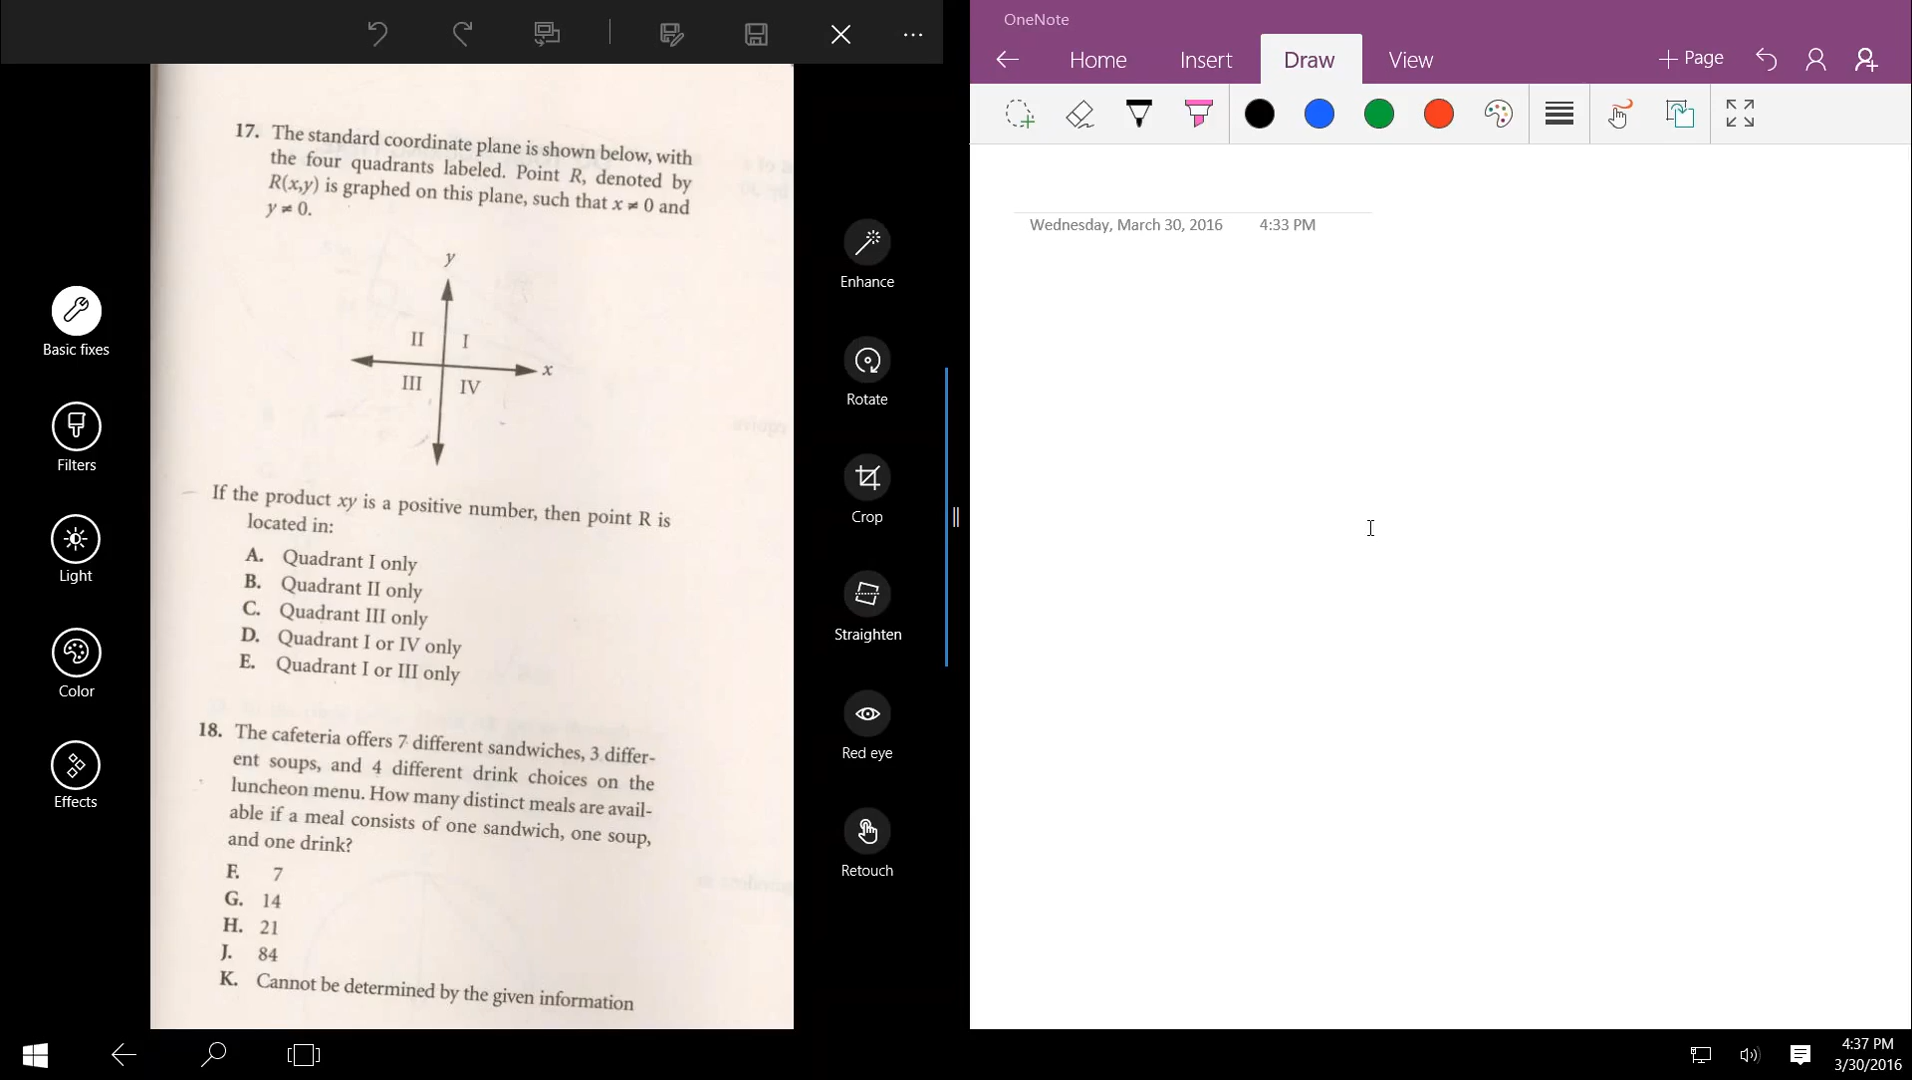 OneNote
Home Insert Draw View + Page
Wednesday, March 30, 2016 4:33 PM
Basic fixes
Filters
Light
Color
Effects
Enhance
Rotate
Crop
Straighten
Red eye
Retouch
17. The standard coordinate plane is shown below, with
the four quadrants labeled. Point R, denoted by
R(x,y) is graphed on this plane, such that x ≠ 0 and
y ≠ 0.
y
II I
x
III IV
If the product xy is a positive number, then point R is
located in:
A. Quadrant I only
B. Quadrant II only
C. Quadrant III only
D. Quadrant I or IV only
E. Quadrant I or III only
18. The cafeteria offers 7 different sandwiches, 3 differ-
ent soups, and 4 different drink choices on the
luncheon menu. How many distinct meals are avail-
able if a meal consists of one sandwich, one soup,
and one drink?
F. 7
G. 14
H. 21
J. 84
K. Cannot be determined by the given information
4:37 PM
3/30/2016